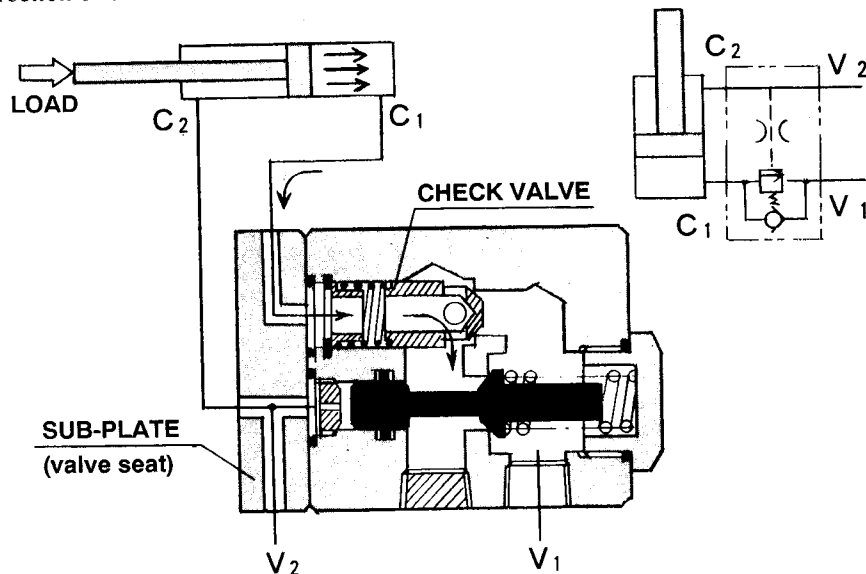 LOAD
C2
C1
CHECK VALVE
SUB-PLATE
(valve seat)
V2
V1
C2
V2
C1
V1